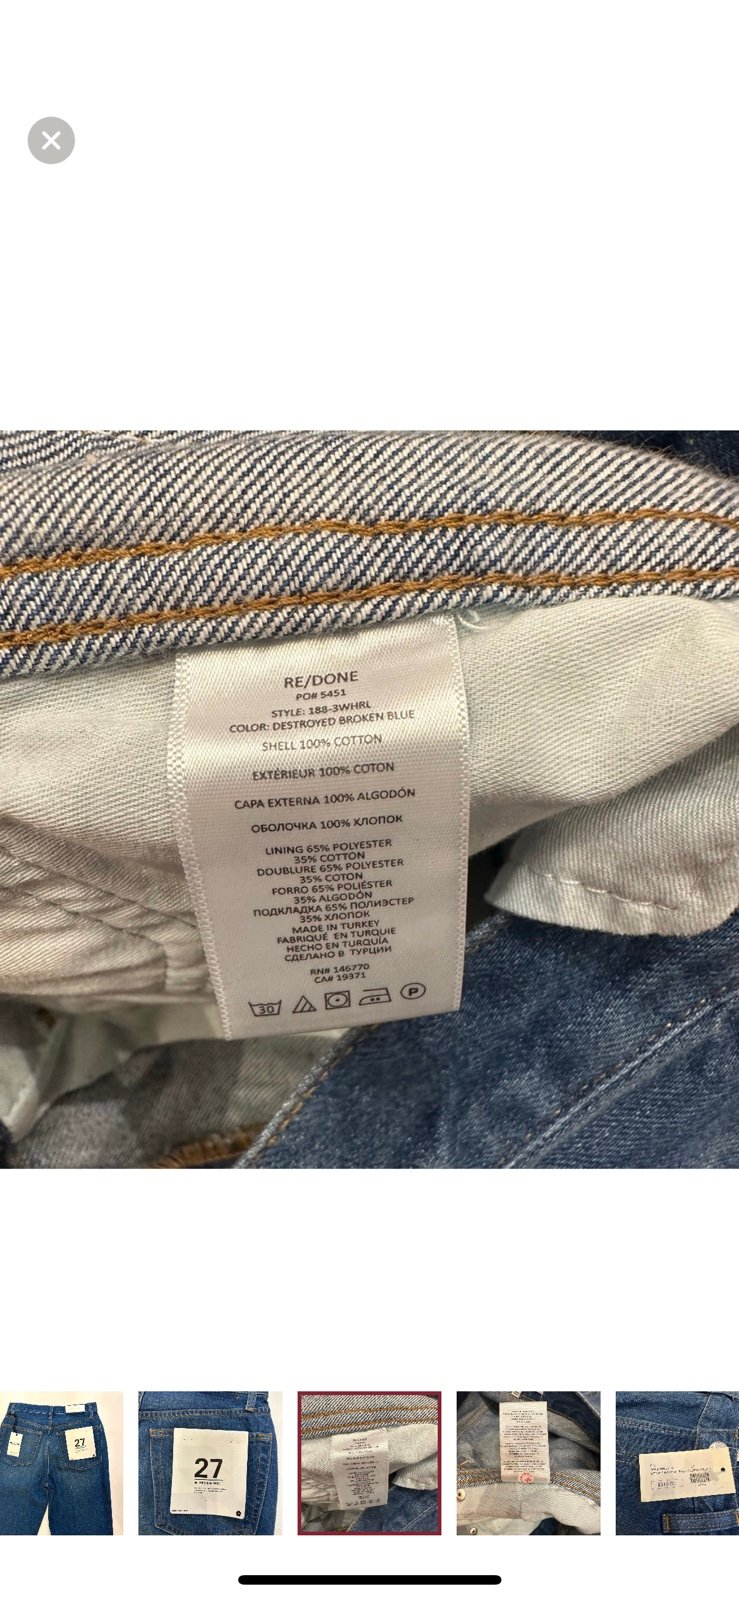 RE/DONE
PO# 5451
STYLE: 188-3WHRL
COLOR: DESTROYED BROKEN BLUE
SHELL 100% COTTON
EXTÉRIEUR 100% COTON
CAPA EXTERNA 100% ALGODÓN
ОБОЛОЧКА 100% ХЛОПОК
LINING 65% POLYESTER
35% COTTON
DOUBLURE 65% POLYESTER
35% COTON
FORRO 65% POLIÉSTER
35% ALGODÓN
ПОДКЛАДКА 65% ПОЛИЭСТЕР
35% ХЛОПОК
MADE IN TURKEY
FABRIQUÉ EN TURQUIE
HECHO EN TURQUÍA
СДЕЛАНО В ТУРЦИИ
RN# 146770
CA# 19371
30 P
27
27